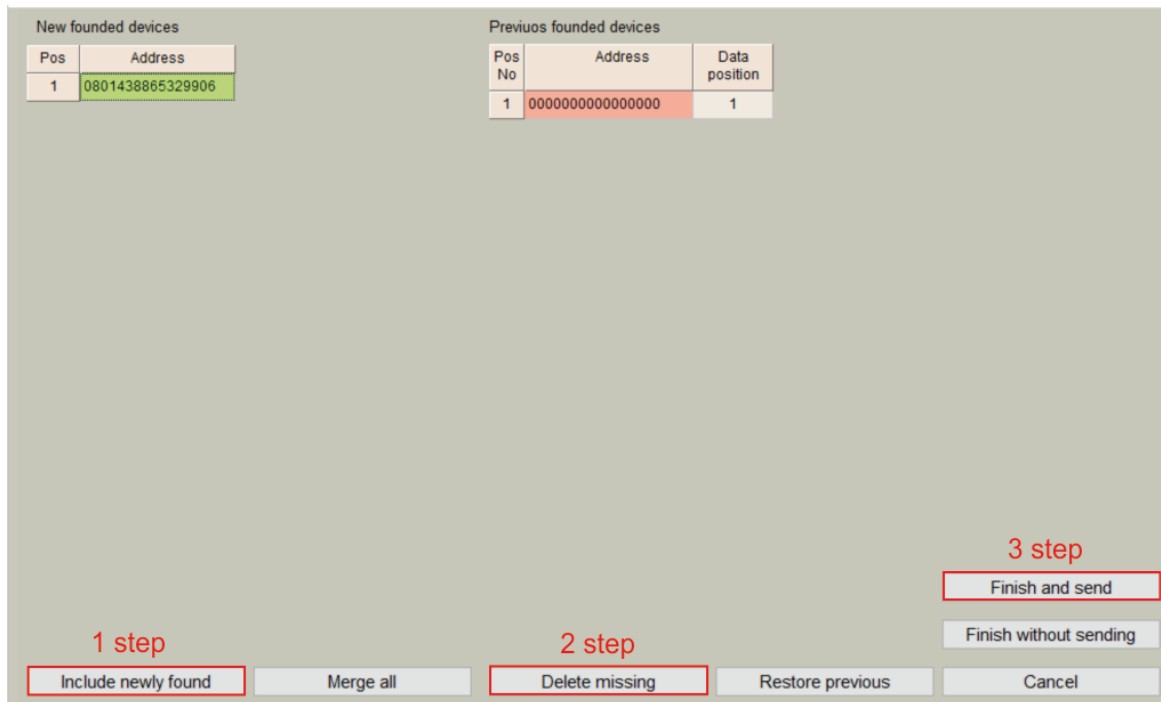 New founded devices
Pos Address
1 0801438865329906
Previuos founded devices
Pos No Address Data position
1 0000000000000000 1
3 step
Finish and send
Finish without sending
1 step
2 step
Include newly found
Merge all
Delete missing
Restore previous
Cancel